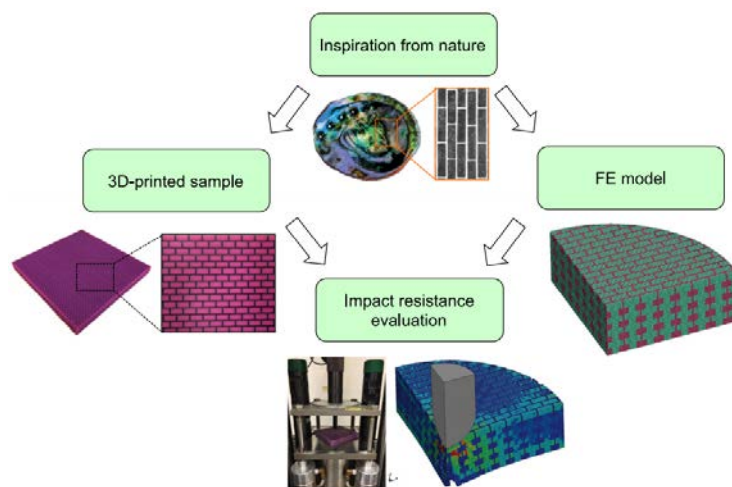 Inspiration from nature
3D-printed sample
FE model
Impact resistance
evaluation